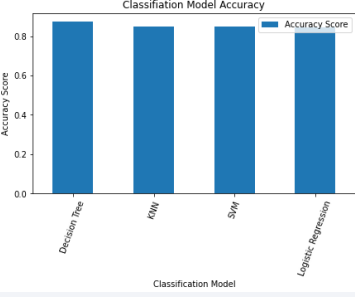 Classifiation Model Accuracy
Accuracy Score
0.8
0.6
0.4
0.2
0.0
Accuracy Score
Decision Tree
KNN
SVM
Logistic Regression
Classification Model